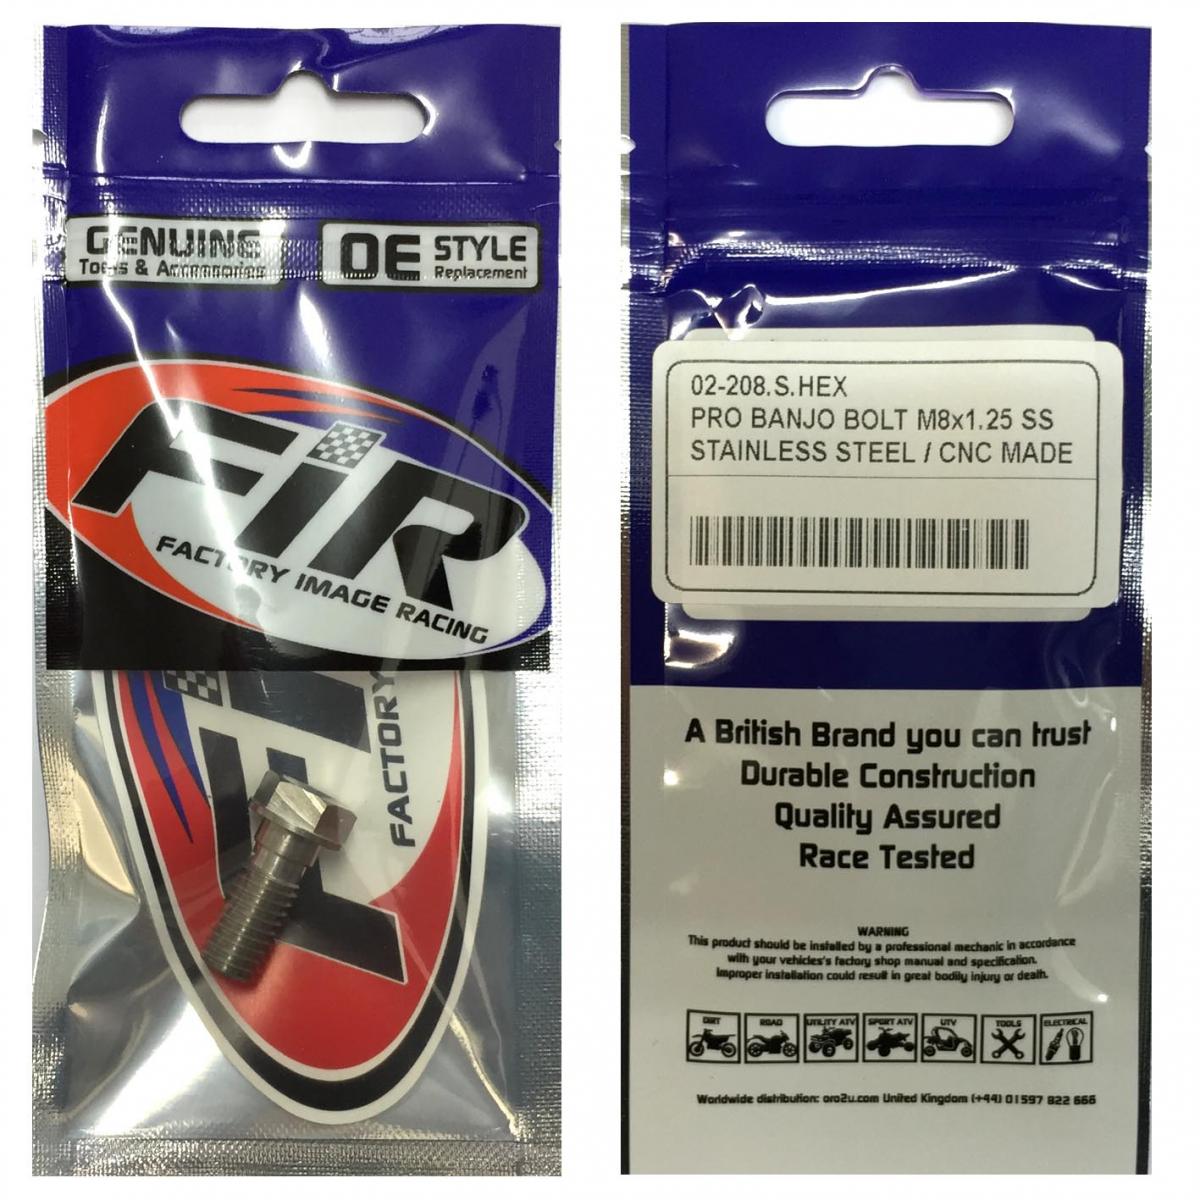 GENUINE
Tools & Accessories
OE STYLE
Replacement
FIR
FACTORY IMAGE RACING
FACTORY
02-208.S.HEX
PRO BANJO BOLT M8x1.25 SS
STAINLESS STEEL / CNC MADE
A British Brand you can trust
Durable Construction
Quality Assured
Race Tested
WARNING
This product should be installed by a professional mechanic in accordance
with your vehicles's factory shop manual and specification.
Improper installation could result in great bodily injury or death.
DIRT ROAD UTILITY ATV SPORT ATV UTV TOOLS ELECTRICAL
Worldwide distribution: oro2u.com United Kingdom (+44) 01597 822 666